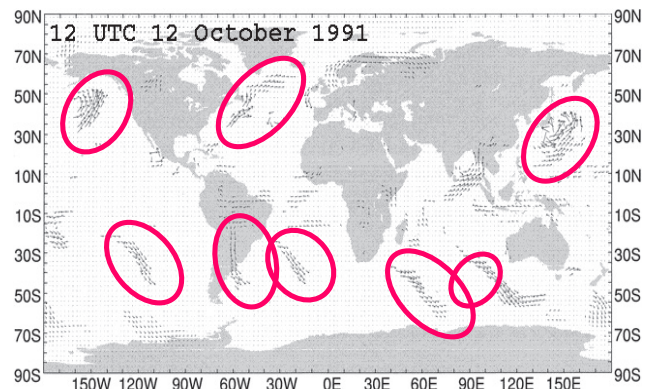 12 UTC 12 October 1991
90N 90N
70N 70N
50N 50N
30N 30N
10N 10N
10S 10S
30S 30S
50S 50S
70S 70S
90S 90S
150W 120W 90W 60W 30W 0E 30E 60E 90E 120E 150E